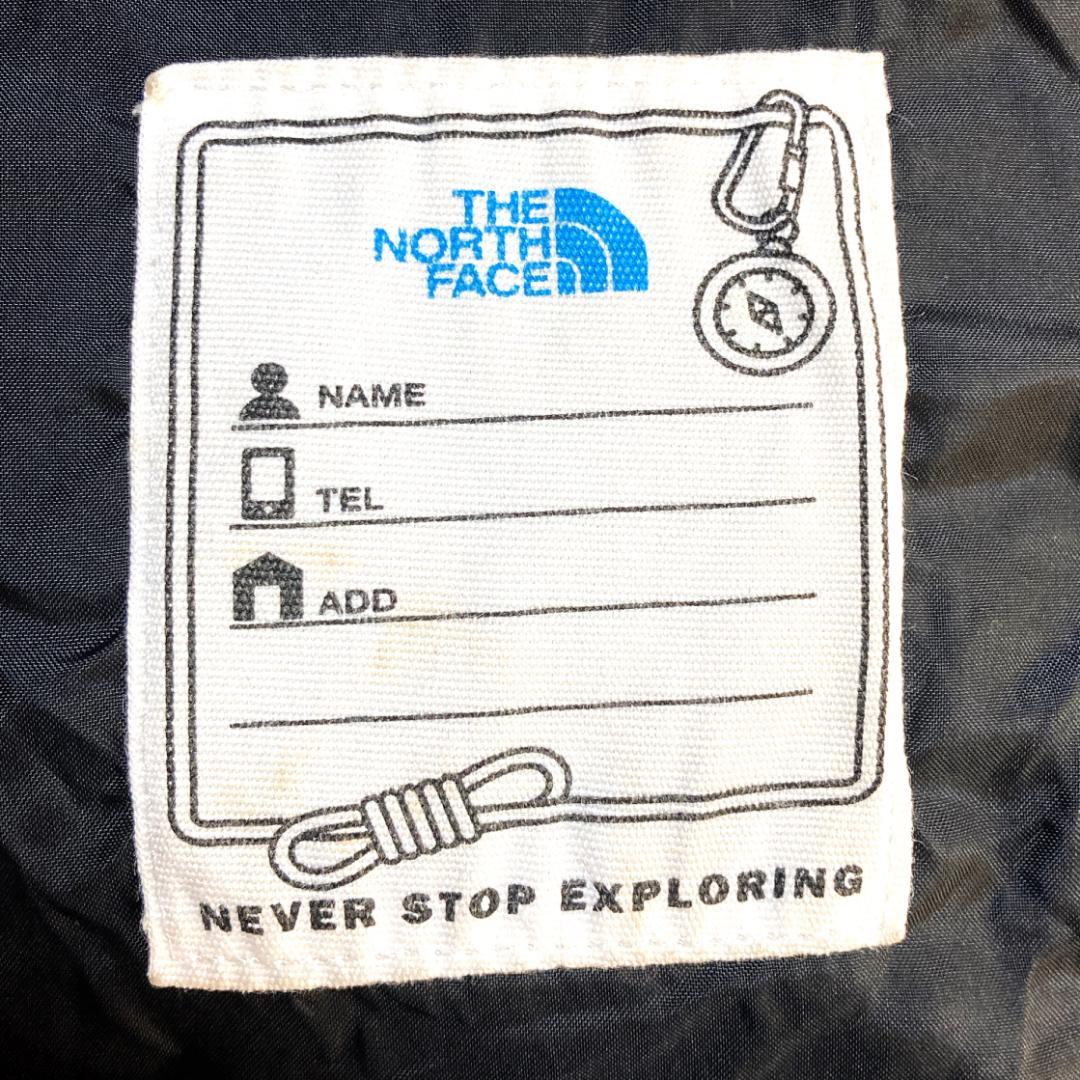 THE
NORTH
FACE
NAME
TEL
ADD
NEVER STOP EXPLORING